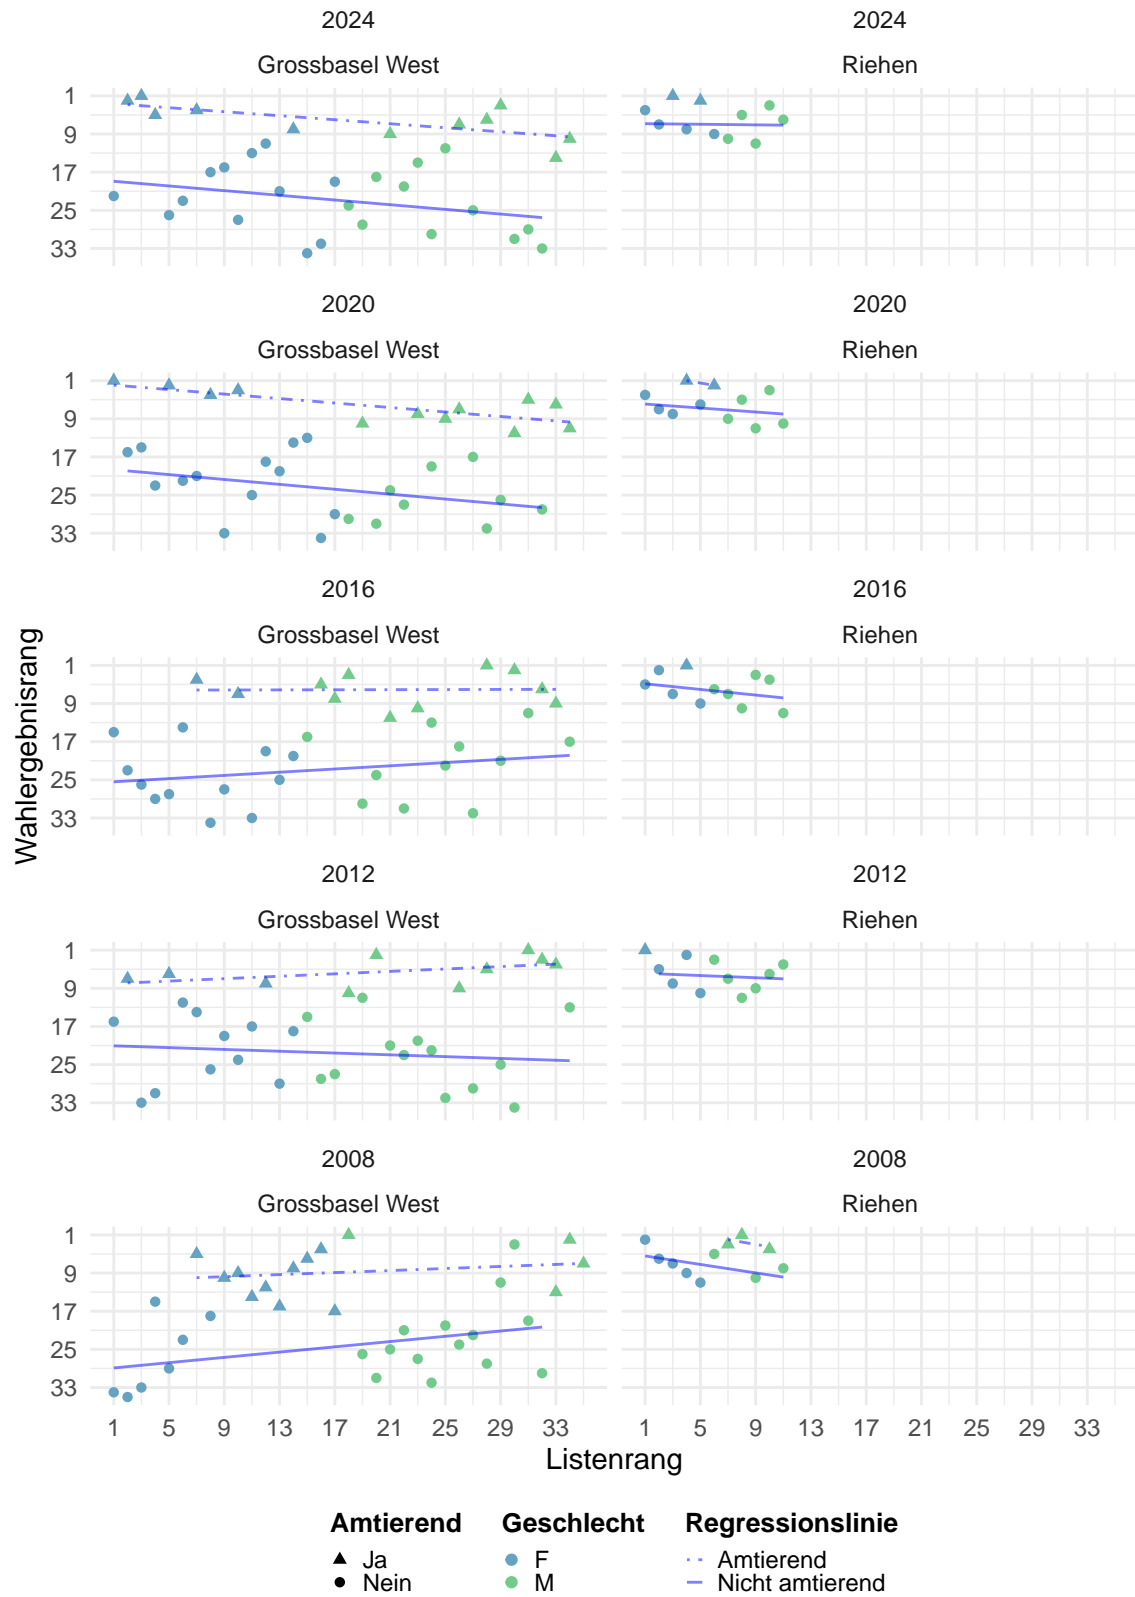 2024 2024
Grossbasel West Riehen
1
9
17
25
33
2020 2020
Grossbasel West Riehen
1
9
17
25
33
2016 2016
Grossbasel West Riehen
1
9
17
25
33
2012 2012
Grossbasel West Riehen
1
9
17
25
33
2008 2008
Grossbasel West Riehen
1
9
17
25
33
Wahlergebnisrang
1 5 9 13 17 21 25 29 33 1 5 9 13 17 21 25 29 33
Listenrang
Amtierend Geschlecht Regressionslinie
Ja F Amtierend
Nein M Nicht amtierend